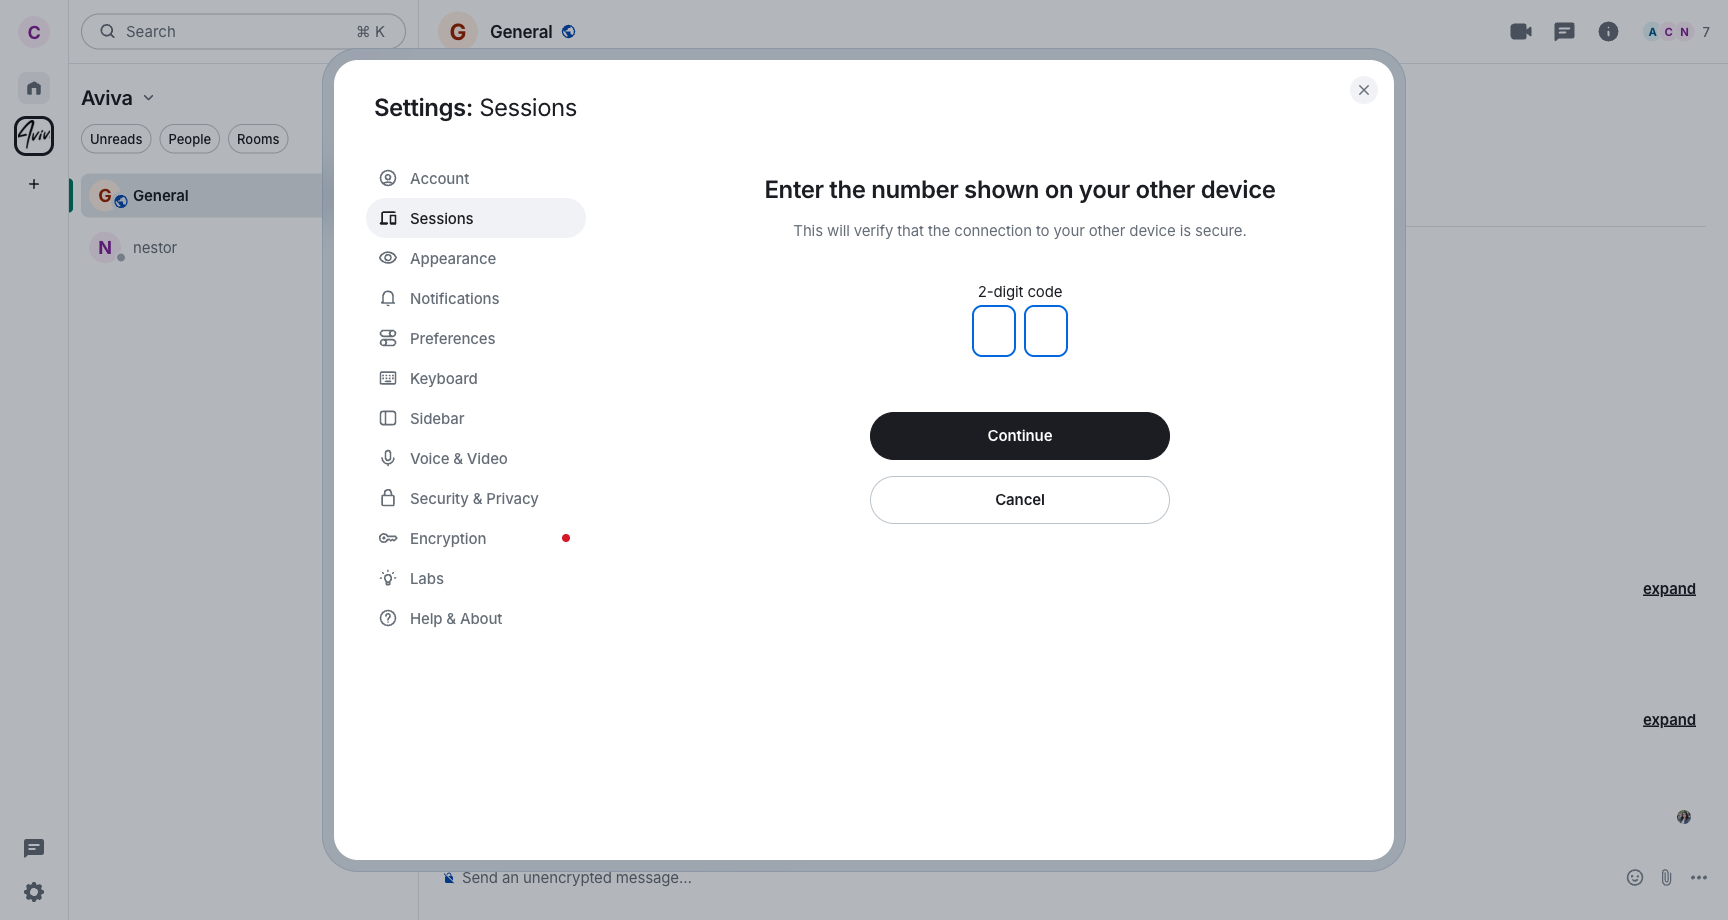 C
Search
⌘ K
G
General
A
C
N
7
Aviva
Aviv
Unreads
People
Rooms
G
General
N
nestor
Settings: Sessions
Account
Sessions
Appearance
Notifications
Preferences
Keyboard
Sidebar
Voice & Video
Security & Privacy
Encryption
Labs
Help & About
Enter the number shown on your other device
This will verify that the connection to your other device is secure.
2-digit code
Continue
Cancel
expand
expand
Send an unencrypted message...